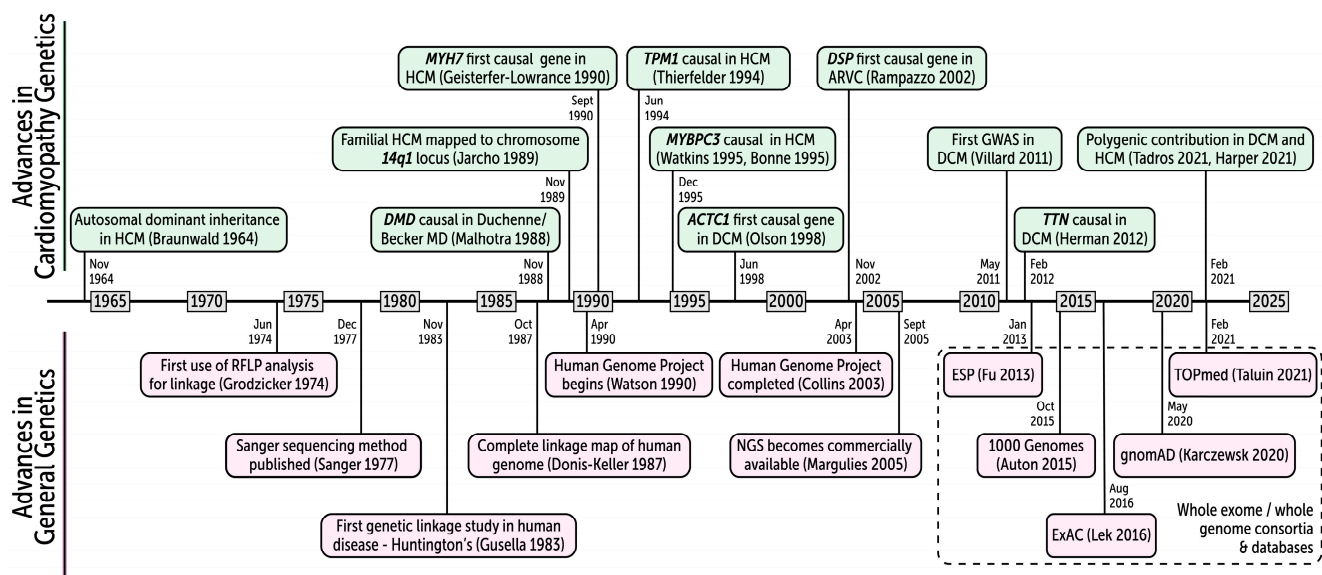 Advances in
Cardiomyopathy Genetics
MYH7 first causal gene in
HCM (Geisterfer-Lowrance 1990)
TPM1 causal in HCM
(Thierfelder 1994)
DSP first causal gene in
ARVC (Rampazzo 2002)
Sept
1990
Jun
1994
Familial HCM mapped to chromosome
14q1 locus (Jarcho 1989)
MYBPC3 causal in HCM
(Watkins 1995, Bonne 1995)
First GWAS in
DCM (Villard 2011)
Polygenic contribution in DCM and
HCM (Tadros 2021, Harper 2021)
Nov
1989
Dec
1995
Autosomal dominant inheritance
in HCM (Braunwald 1964)
DMD causal in Duchenne/
Becker MD (Malhotra 1988)
ACTC1 first causal gene
in DCM (Olson 1998)
TTN causal in
DCM (Herman 2012)
Nov
1964
Nov
1988
Jun
1998
Nov
2002
May
2011
Feb
2012
Feb
2021
1965
1970
1975
1980
1985
1990
1995
2000
2005
2010
2015
2020
2025
Advances in
General Genetics
Jun
1974
Dec
1977
Nov
1983
Oct
1987
Apr
1990
Apr
2003
Sept
2005
Jan
2013
Feb
2021
First use of RFLP analysis
for linkage (Grodzicker 1974)
Human Genome Project
begins (Watson 1990)
Human Genome Project
completed (Collins 2003)
ESP (Fu 2013)
TOPmed (Taluin 2021)
Oct
2015
May
2020
Sanger sequencing method
published (Sanger 1977)
Complete linkage map of human
genome (Donis-Keller 1987)
NGS becomes commercially
available (Margulies 2005)
1000 Genomes
(Auton 2015)
gnomAD (Karczewsk 2020)
Aug
2016
First genetic linkage study in human
disease - Huntington's (Gusella 1983)
ExAC (Lek 2016)
Whole exome / whole
genome consortia
& databases